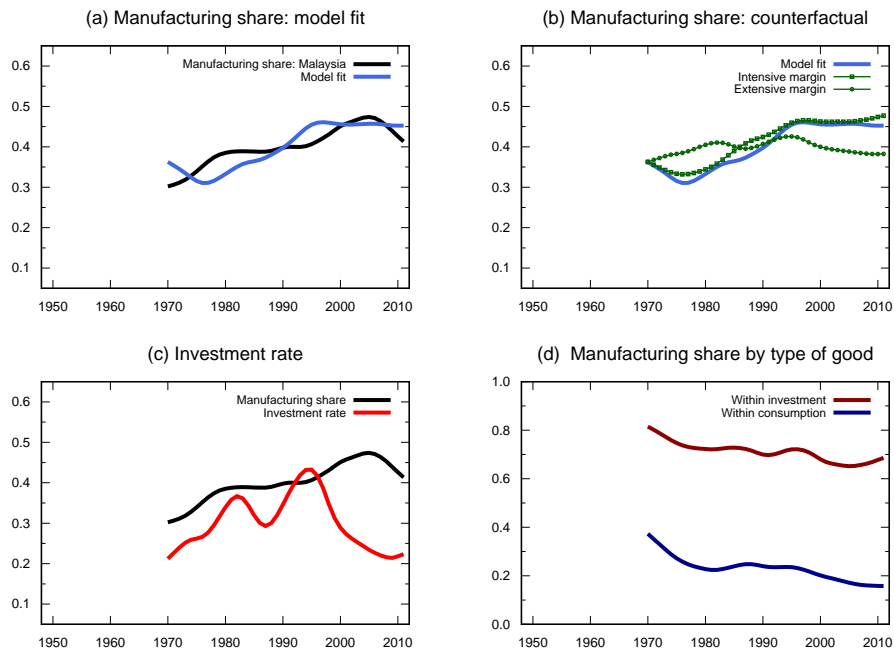 (a) Manufacturing share: model fit
0.6
0.5
0.4
0.3
0.2
0.1
1950 1960 1970 1980 1990 2000 2010
Manufacturing share: Malaysia
Model fit
(b) Manufacturing share: counterfactual
0.6
0.5
0.4
0.3
0.2
0.1
1950 1960 1970 1980 1990 2000 2010
Model fit
Intensive margin
Extensive margin
(c) Investment rate
0.6
0.5
0.4
0.3
0.2
0.1
1950 1960 1970 1980 1990 2000 2010
Manufacturing share
Investment rate
(d) Manufacturing share by type of good
1.0
0.8
0.6
0.4
0.2
0.0
1950 1960 1970 1980 1990 2000 2010
Within investment
Within consumption